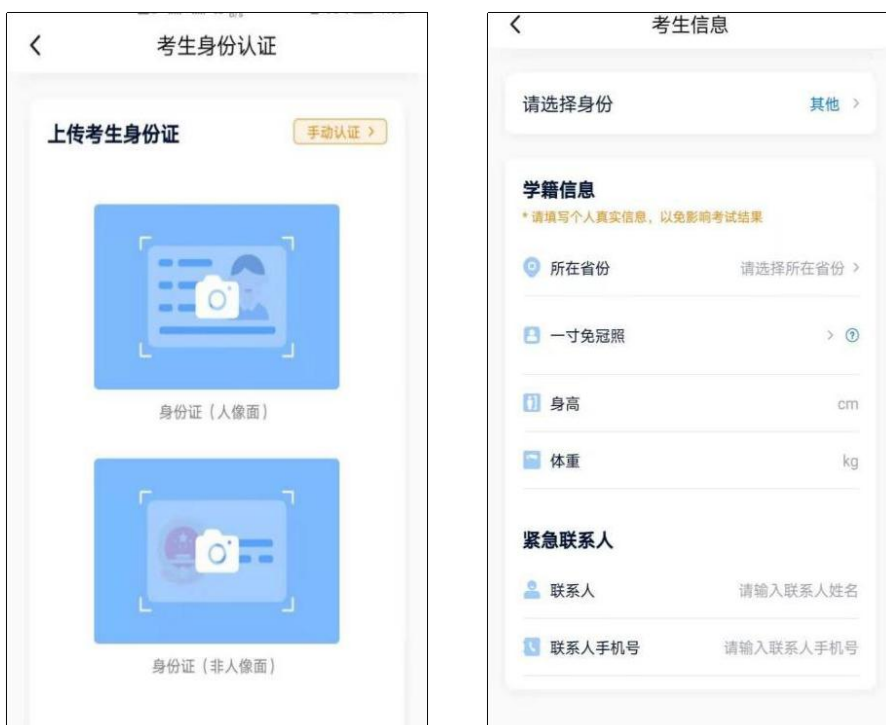 考生身份认证
上传考生身份证
手动认证 >
身份证（人像面）
身份证（非人像面）
考生信息
请选择身份
其他 >
学籍信息
* 请填写个人真实信息，以免影响考试结果
所在省份
请选择所在省份 >
一寸免冠照
> ?
身高
cm
体重
kg
紧急联系人
联系人
请输入联系人姓名
联系人手机号
请输入联系人手机号